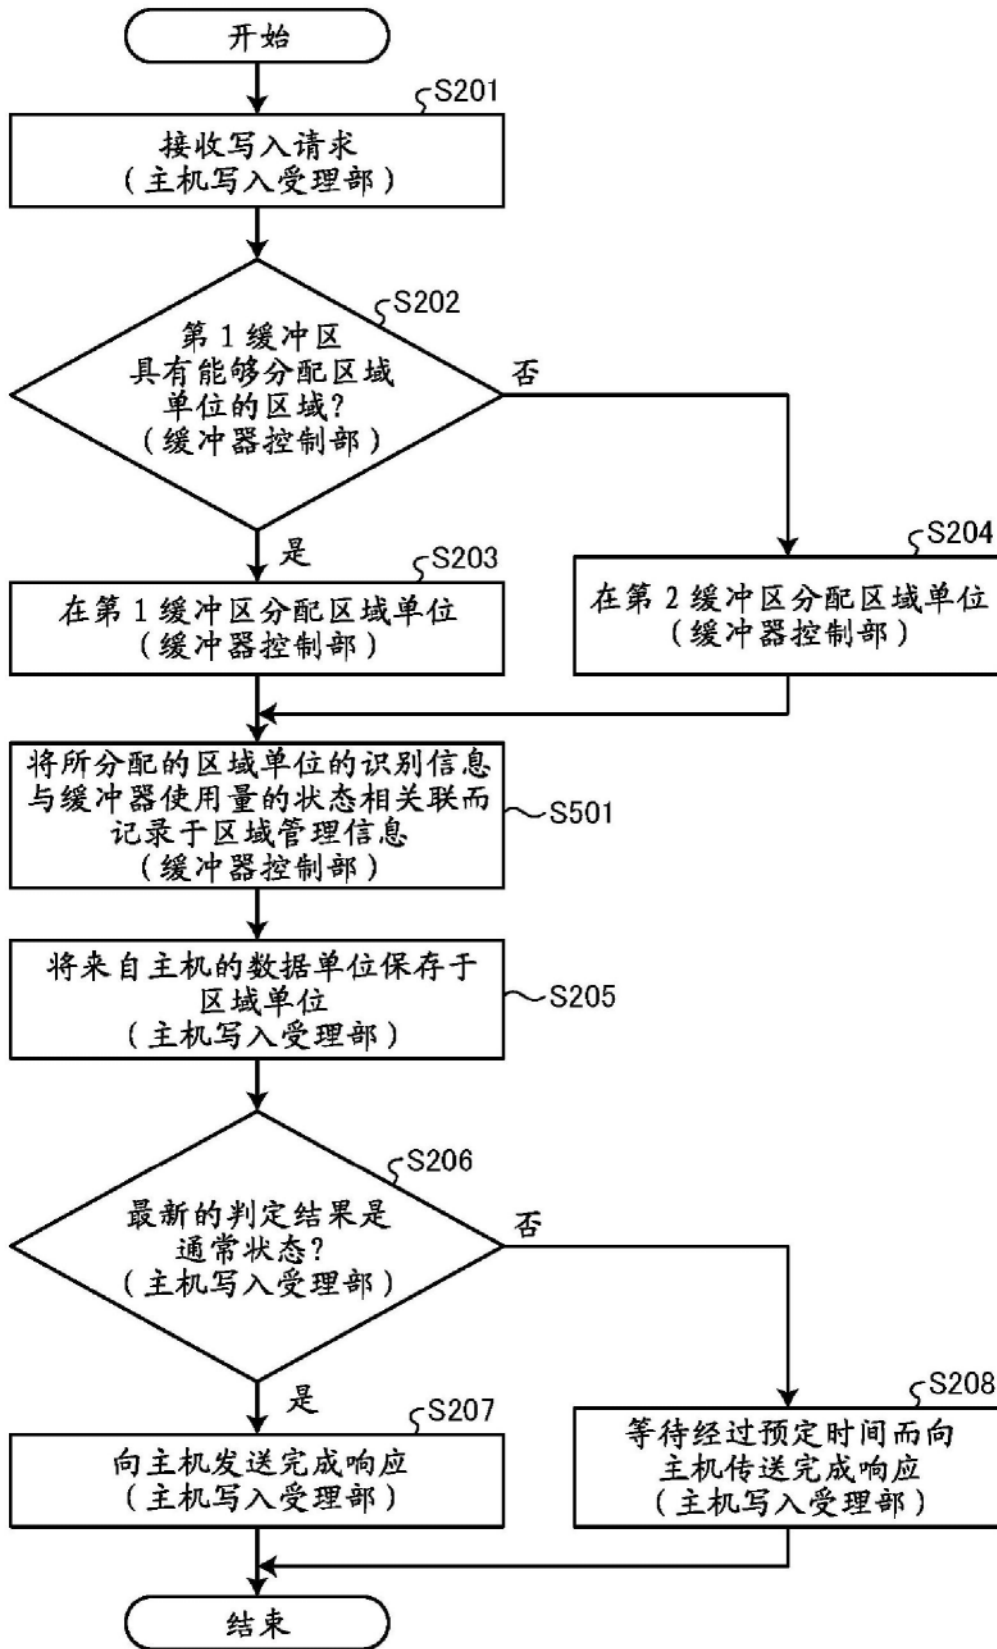 开始
S201
接收写入请求
（主机写入受理部）
S202
第1缓冲区
具有能够分配区域
单位的区域？
（缓冲器控制部）
否
是
S203
在第1缓冲区分配区域单位
（缓冲器控制部）
S204
在第2缓冲区分配区域单位
（缓冲器控制部）
将所分配的区域单位的识别信息
与缓冲器使用量的状态相关联而
记录于区域管理信息
（缓冲器控制部）
S501
将来自主机的数据单位保存于
区域单位
（主机写入受理部）
S205
S206
最新的判定结果是
通常状态？
（主机写入受理部）
否
是
S207
向主机发送完成响应
（主机写入受理部）
S208
等待经过预定时间而向
主机传送完成响应
（主机写入受理部）
结束